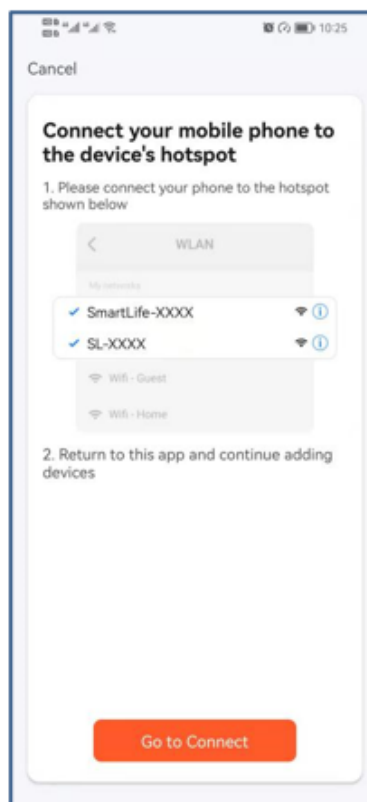 10:25
Cancel
Connect your mobile phone to
the device's hotspot
1. Please connect your phone to the hotspot
shown below
WLAN
My networks
SmartLife-XXXX
SL-XXXX
Wifi - Guest
Wifi - Home
2. Return to this app and continue adding
devices
Go to Connect